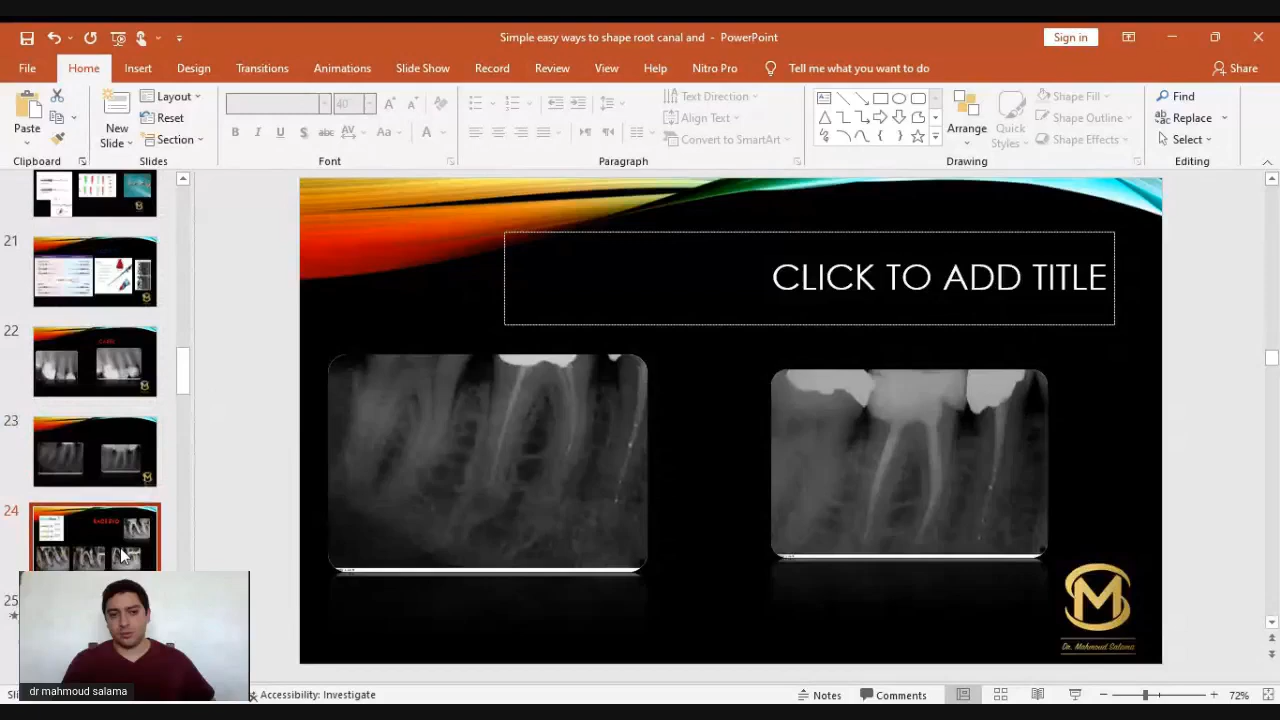 Simple easy ways to shape root canal and - PowerPoint
Sign in
File Home Insert Design Transitions Animations Slide Show Record Review View Help Nitro Pro Tell me what you want to do Share
Paste
Clipboard
New Slide
Layout
Reset
Section
Slides
Font
Aa
A
Paragraph
Text Direction
Align Text
Convert to SmartArt
Arrange
Quick Styles
Shape Fill
Shape Outline
Shape Effects
Drawing
Find
Replace
Select
Editing
21
22
23
24
25
CLICK TO ADD TITLE
SM
Dr. Mahmoud Salama
dr mahmoud salama
Accessibility: Investigate
Notes
Comments
72%